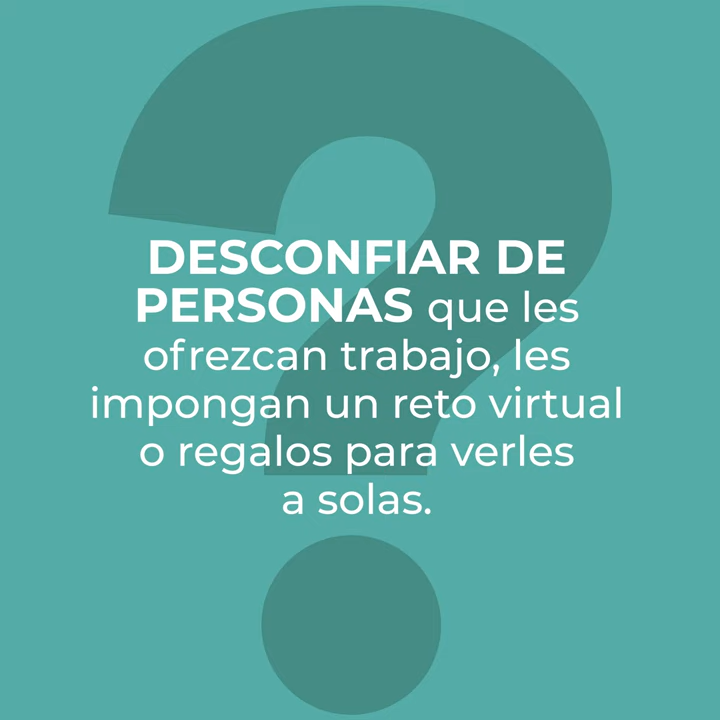 DESCONFIAR DE
PERSONAS que les
ofrezcan trabajo, les
impongan un reto virtual
o regalos para verles
a solas.